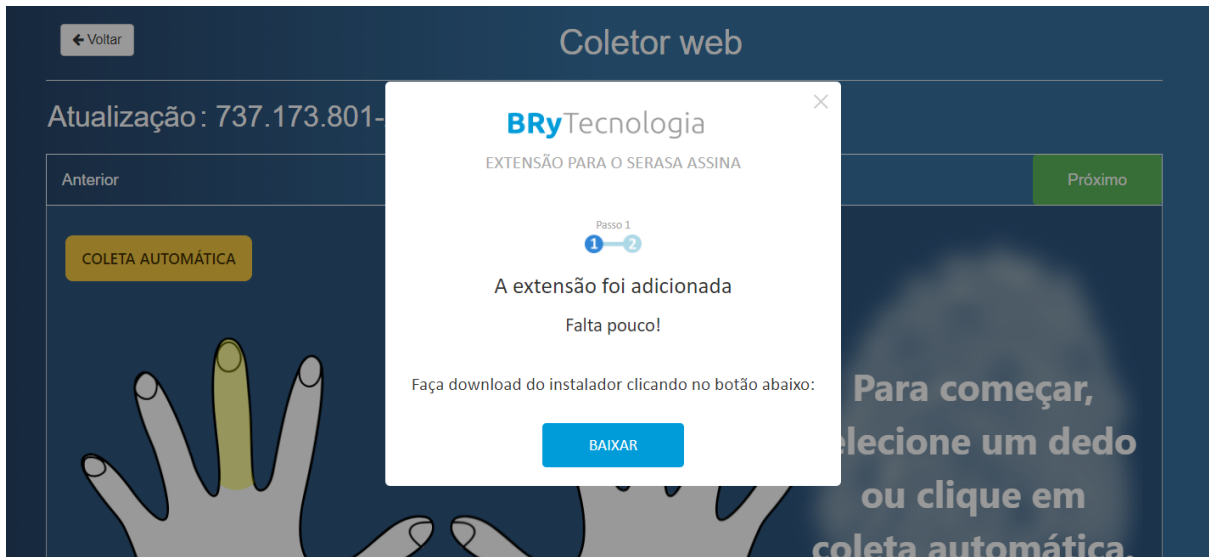 Voltar
Coletor web
Atualização : 737.173.801-
BRyTecnologia
EXTENSÃO PARA O SERASA ASSINA
Anterior
Próximo
Passo 1
1 2
COLETA AUTOMÁTICA
A extensão foi adicionada
Falta pouco!
Faça download do instalador clicando no botão abaixo:
BAIXAR
Para começar,
elecione um dedo
ou clique em
coleta automática.